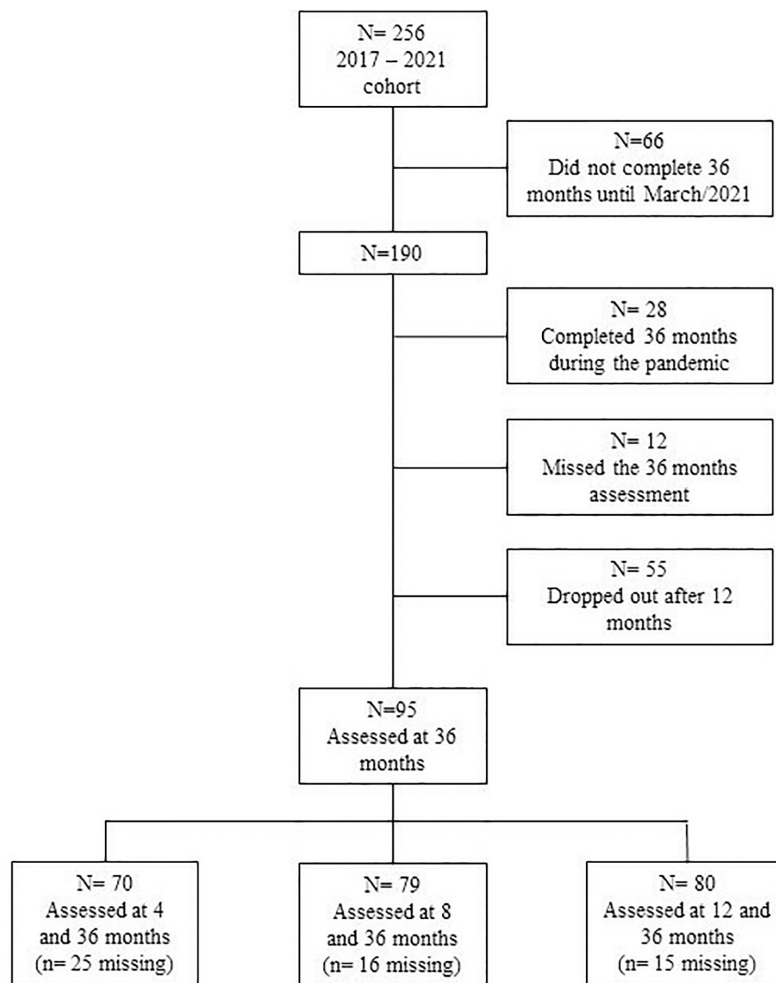 N= 256
2017 – 2021
cohort
N=66
Did not complete 36
months until March/2021
N=190
N= 28
Completed 36 months
during the pandemic
N= 12
Missed the 36 months
assessment
N= 55
Dropped out after 12
months
N=95
Assessed at 36
months
N= 70
Assessed at 4
and 36 months
(n= 25 missing)
N= 79
Assessed at 8
and 36 months
(n= 16 missing)
N= 80
Assessed at 12 and
36 months
(n= 15 missing)